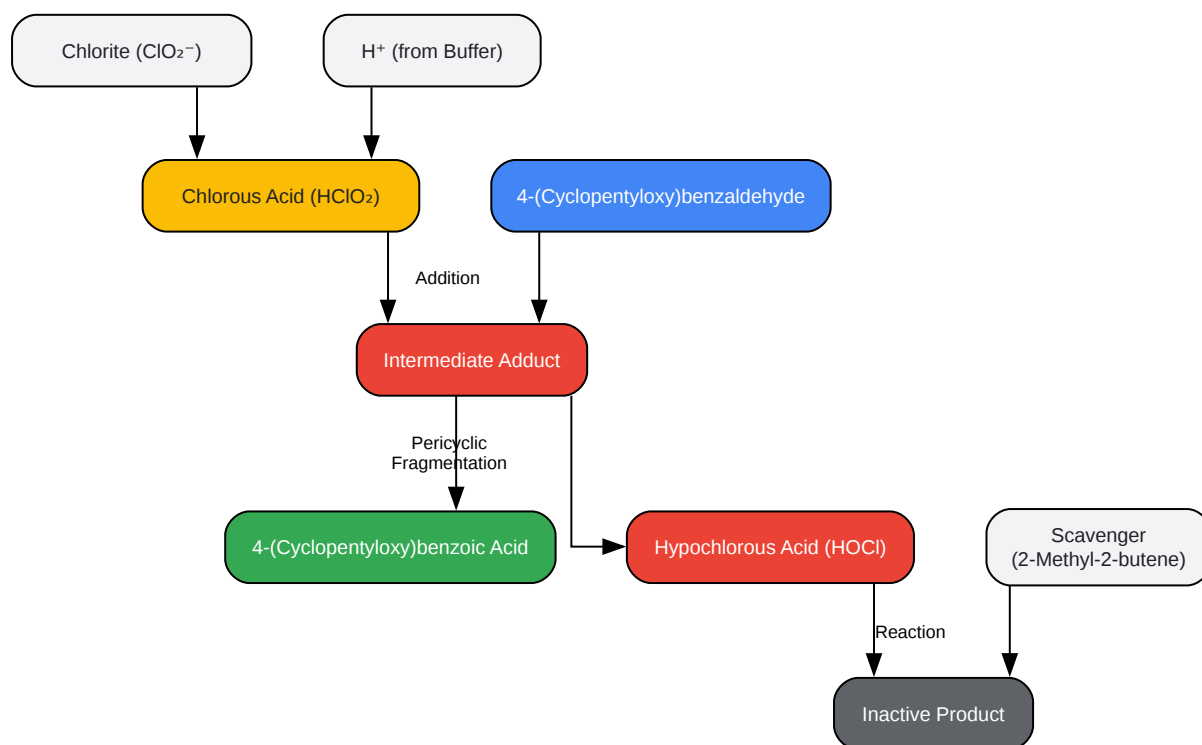 Chlorite (ClO₂⁻)
H⁺ (from Buffer)
Chlorous Acid (HClO₂)
4-(Cyclopentyloxy)benzaldehyde
Addition
Intermediate Adduct
Pericyclic
Fragmentation
4-(Cyclopentyloxy)benzoic Acid
Hypochlorous Acid (HOCl)
Scavenger
(2-Methyl-2-butene)
Reaction
Inactive Product